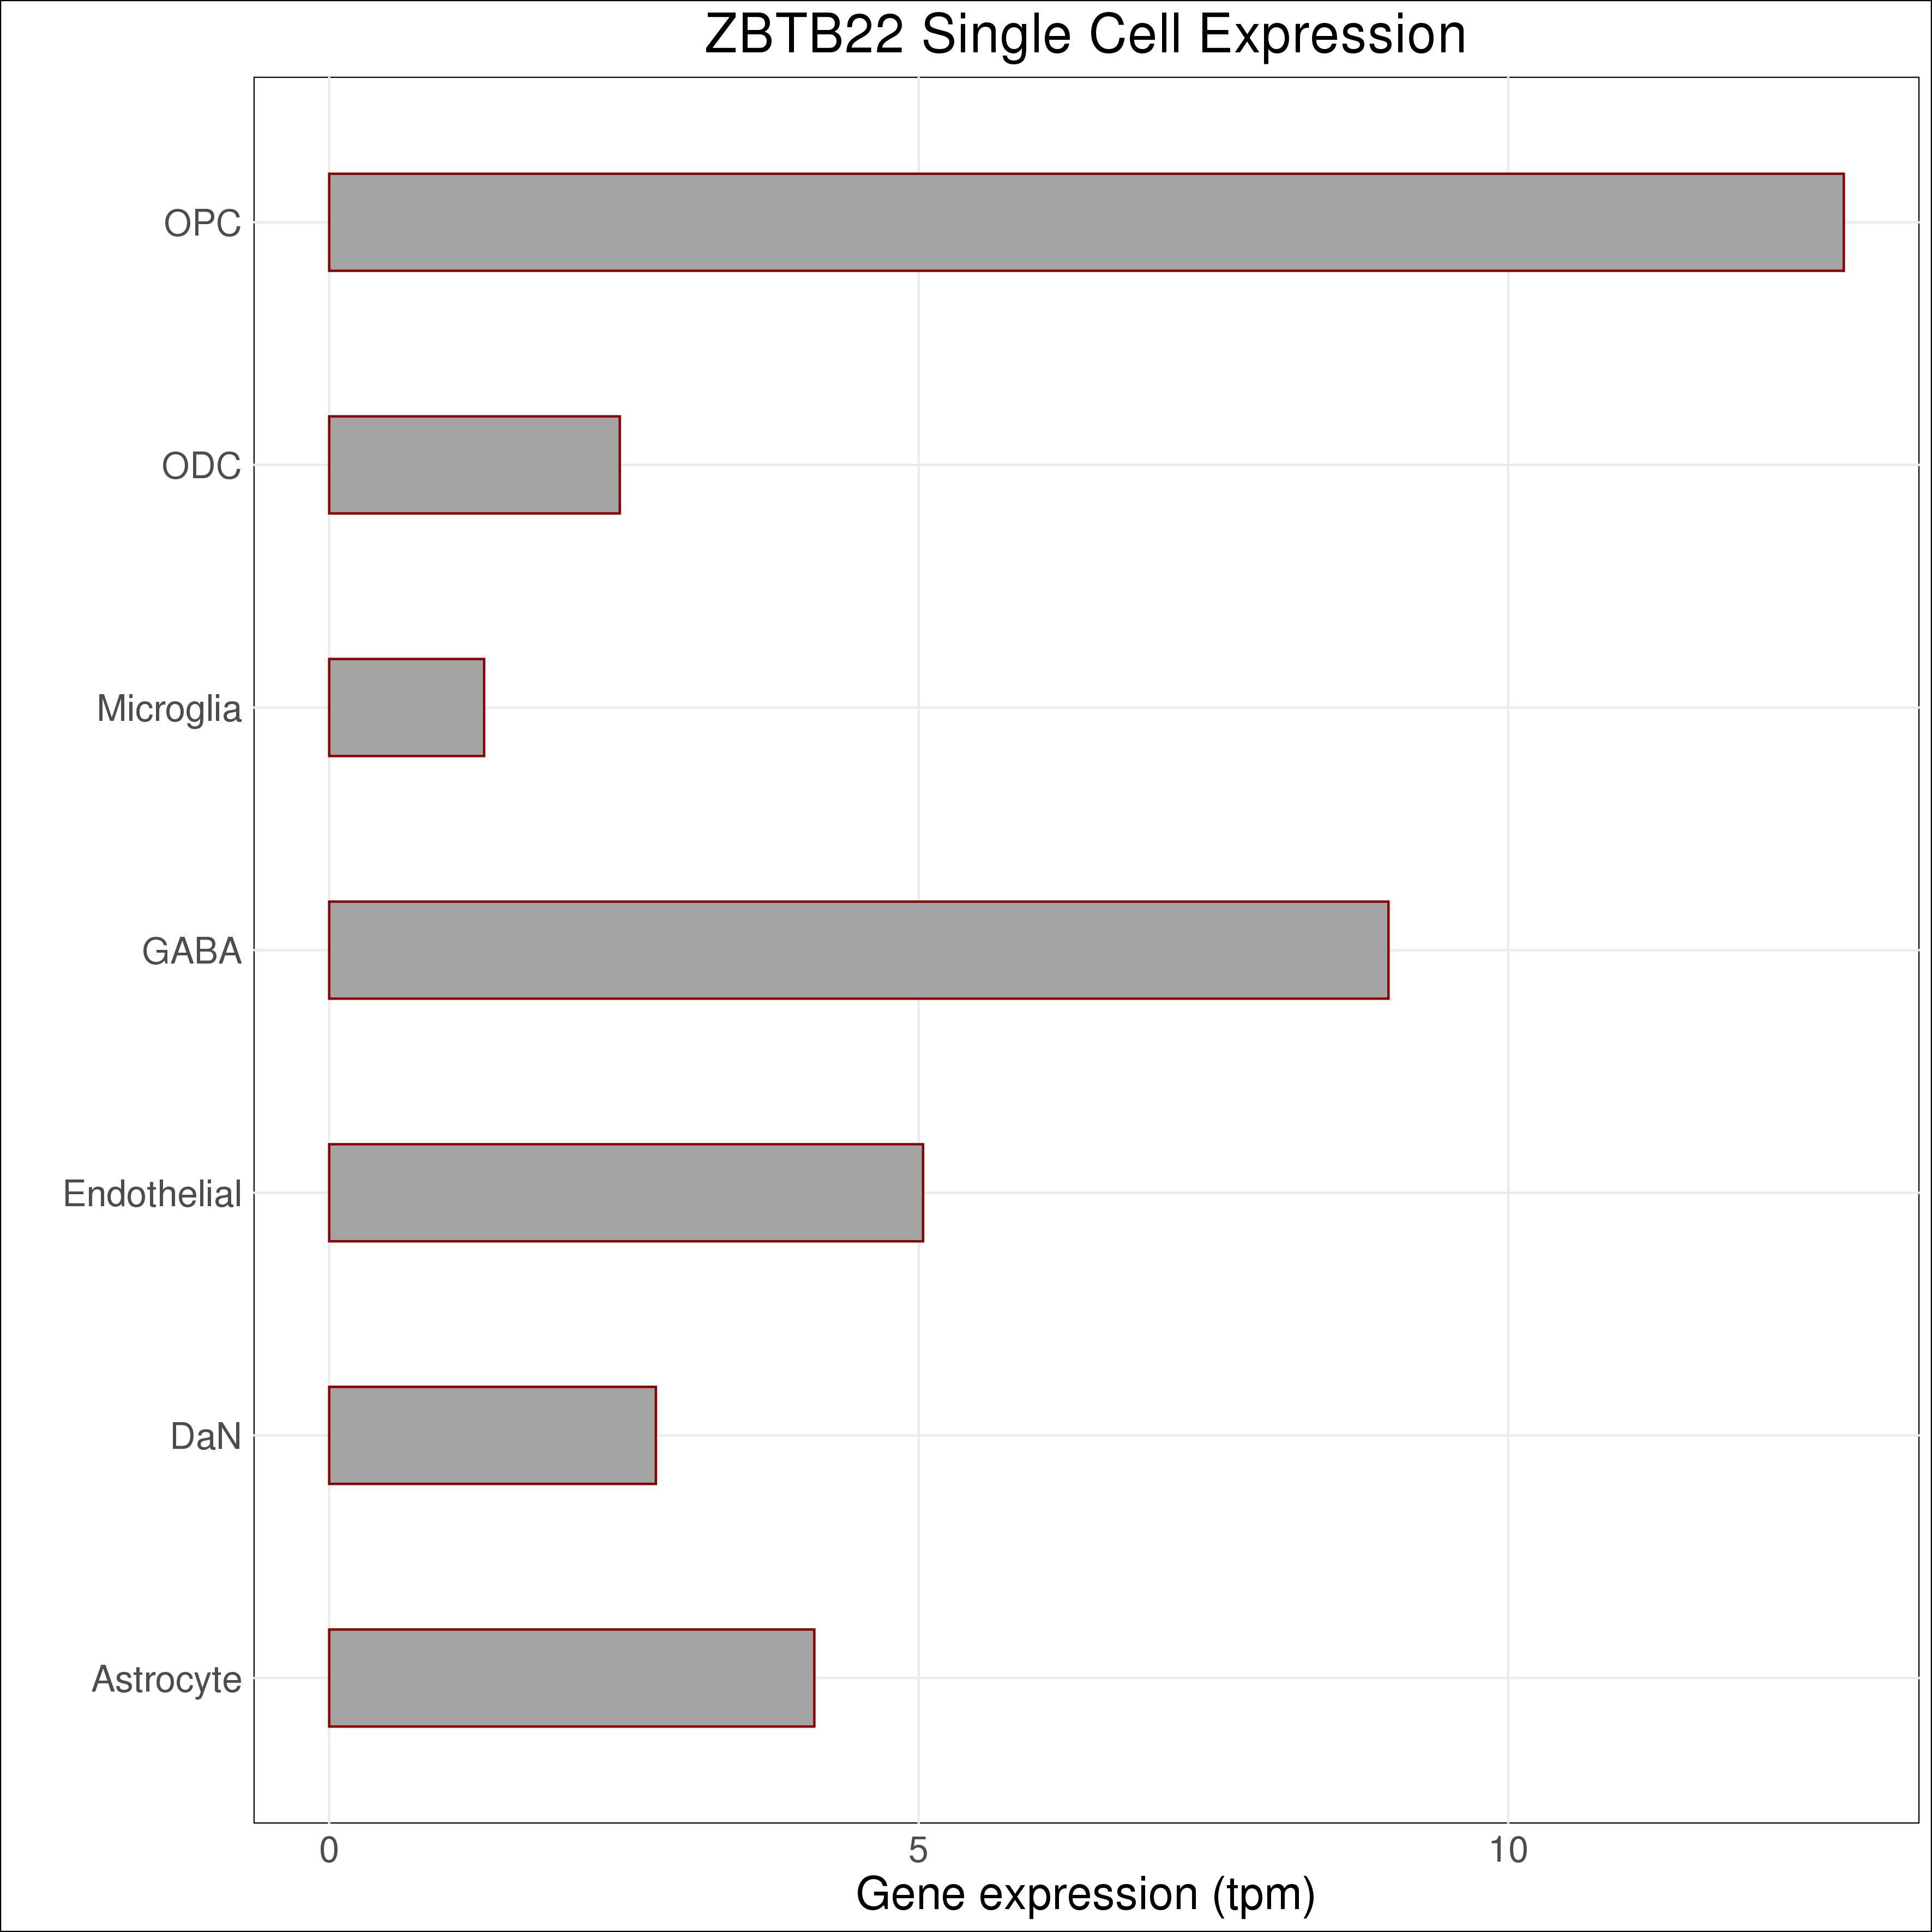 ZBTB22 Single Cell Expression
OPC
ODC
Microglia
GABA
Endothelial
DaN
Astrocyte
0 5 10
Gene expression (tpm)